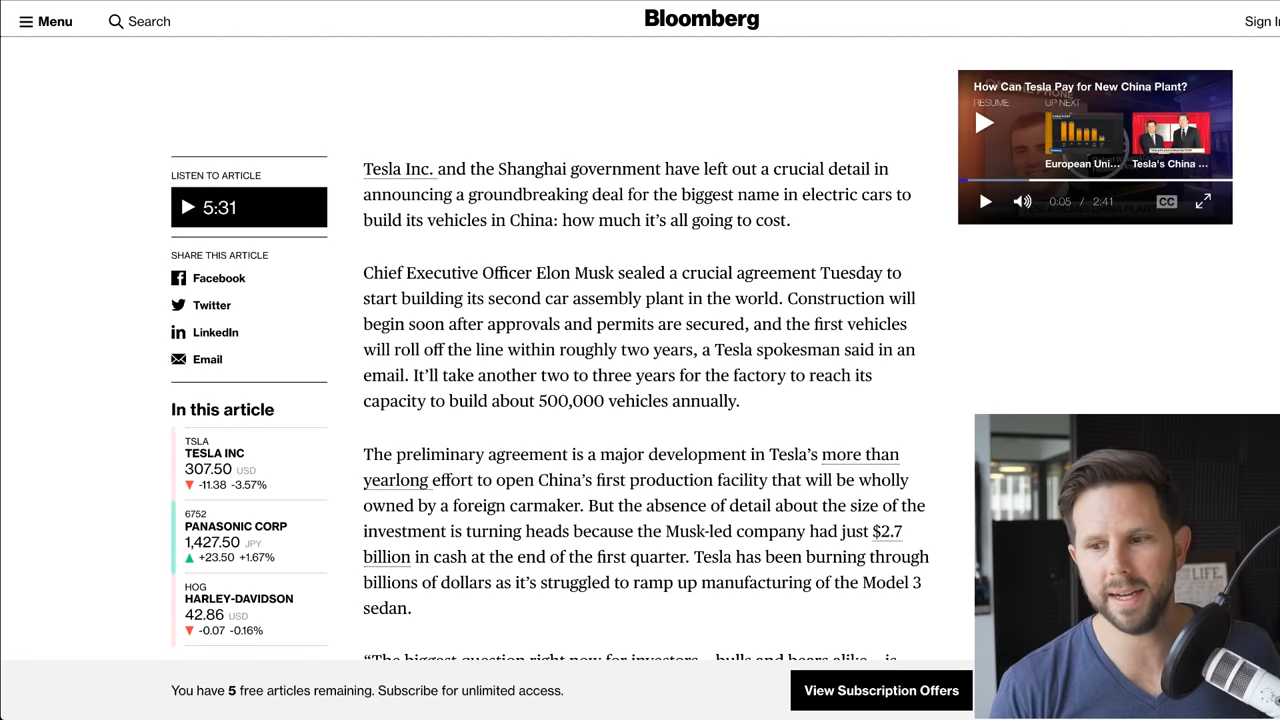 Menu
Search
Bloomberg
Sign I
LISTEN TO ARTICLE
5:31
SHARE THIS ARTICLE
Facebook
Twitter
LinkedIn
Email
In this article
TSLA
TESLA INC
307.50 USD
-11.38 -3.57%
6752
PANASONIC CORP
1,427.50 JPY
+23.50 +1.67%
HOG
HARLEY-DAVIDSON
42.86 USD
-0.07 -0.16%
Tesla Inc. and the Shanghai government have left out a crucial detail in
announcing a groundbreaking deal for the biggest name in electric cars to
build its vehicles in China: how much it’s all going to cost.
Chief Executive Officer Elon Musk sealed a crucial agreement Tuesday to
start building its second car assembly plant in the world. Construction will
begin soon after approvals and permits are secured, and the first vehicles
will roll off the line within roughly two years, a Tesla spokesman said in an
email. It’ll take another two to three years for the factory to reach its
capacity to build about 500,000 vehicles annually.
The preliminary agreement is a major development in Tesla’s more than
yearlong effort to open China’s first production facility that will be wholly
owned by a foreign carmaker. But the absence of detail about the size of the
investment is turning heads because the Musk-led company had just $2.7
billion in cash at the end of the first quarter. Tesla has been burning through
billions of dollars as it’s struggled to ramp up manufacturing of the Model 3
sedan.
“The biggest question right now for investors – bulls and bears alike – is
How Can Tesla Pay for New China Plant?
RESUME
UP NEXT
European Uni...
Tesla's China ...
0:05 / 2:41
CC
LIFE
You have 5 free articles remaining. Subscribe for unlimited access.
View Subscription Offers